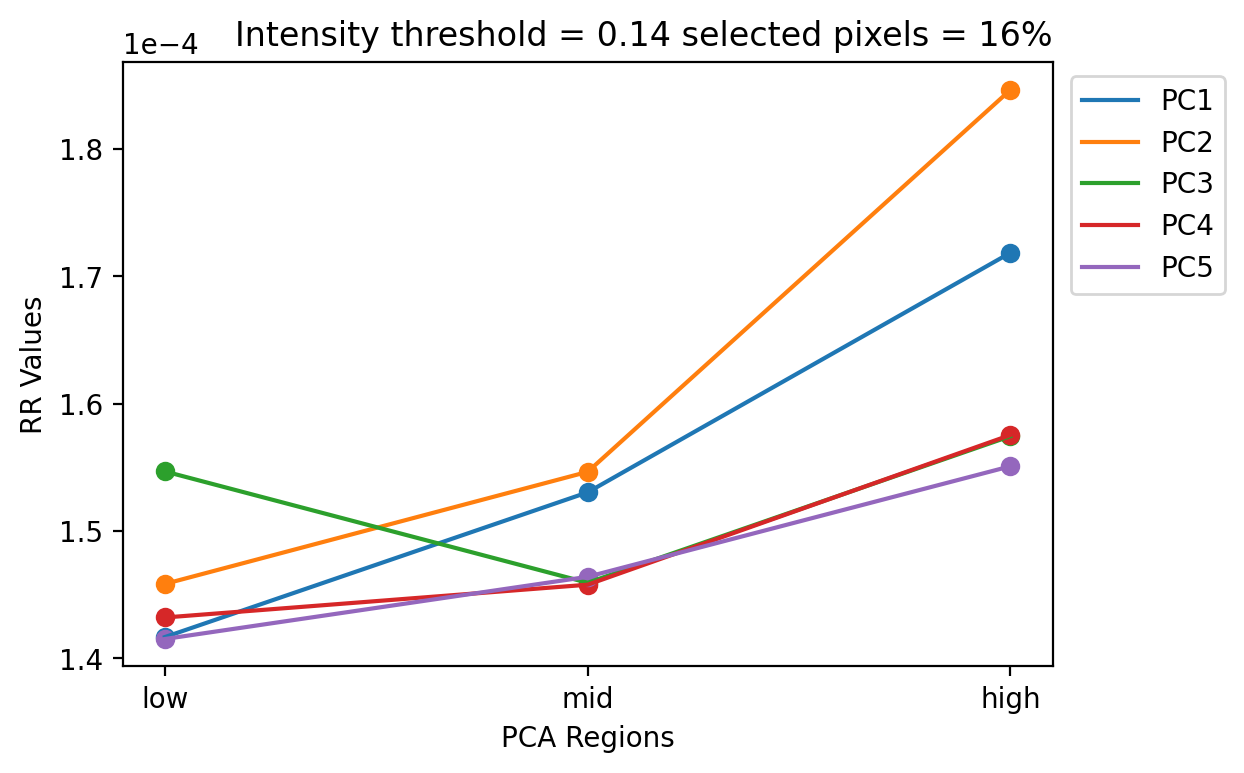 1e−4
Intensity threshold = 0.14 selected pixels = 16%
RR Values
1.8
1.7
1.6
1.5
1.4
low
mid
high
PCA Regions
PC1
PC2
PC3
PC4
PC5